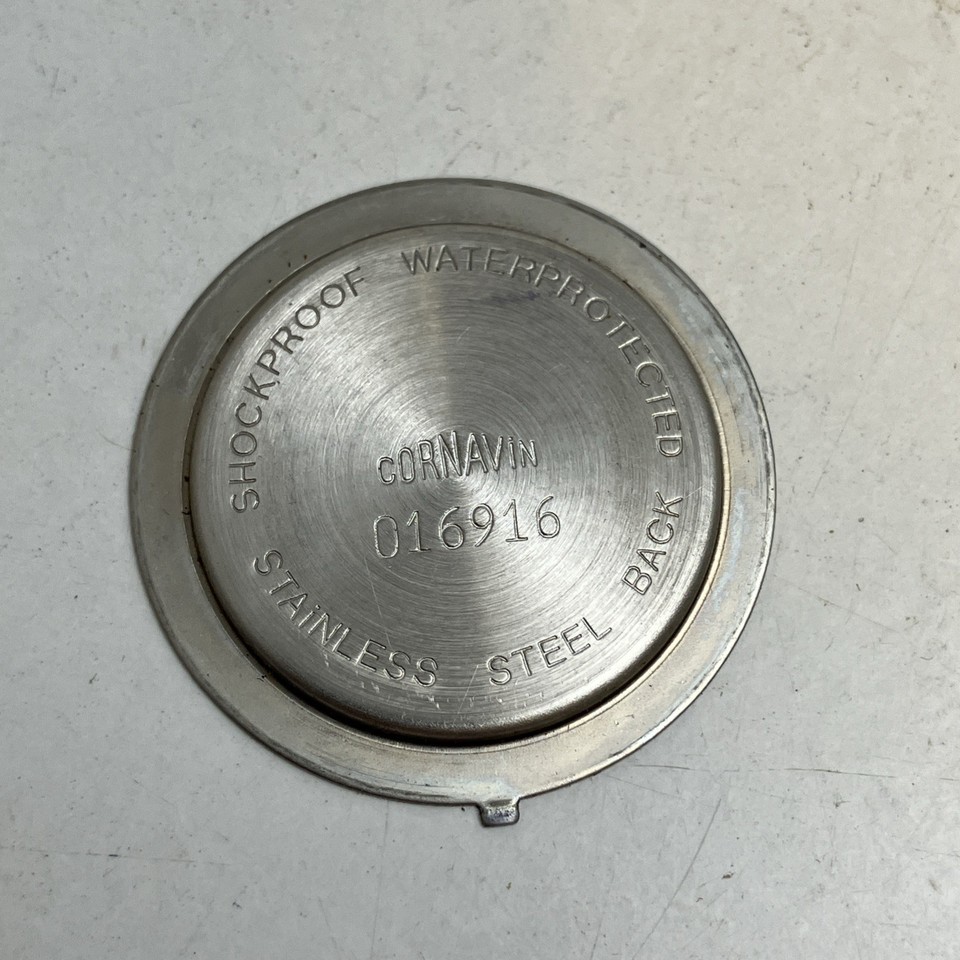 SHOCKPROOF WATERPROTECTED
CORNAViN
016916
STAiNLESS STEEL BACK